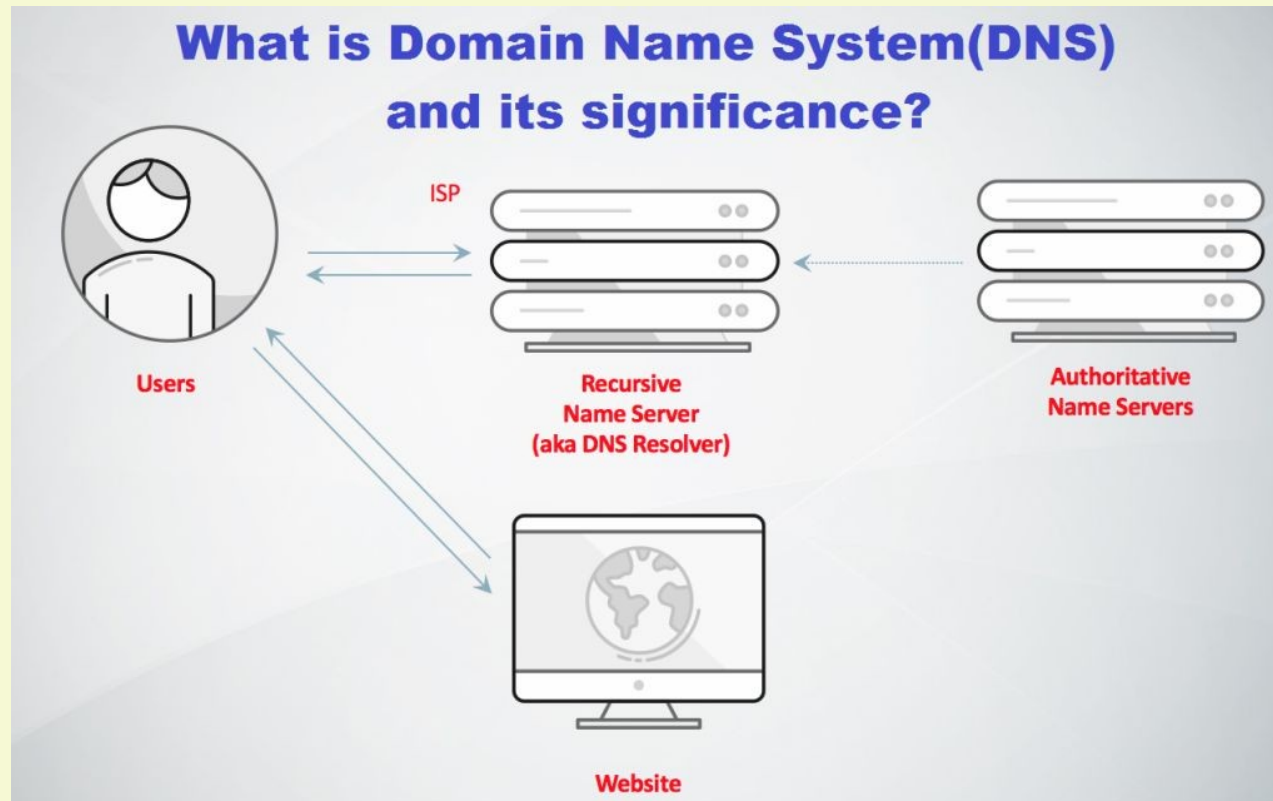 What is Domain Name System(DNS)
and its significance?
ISP
Users
Recursive
Name Server
(aka DNS Resolver)
Authoritative
Name Servers
Website